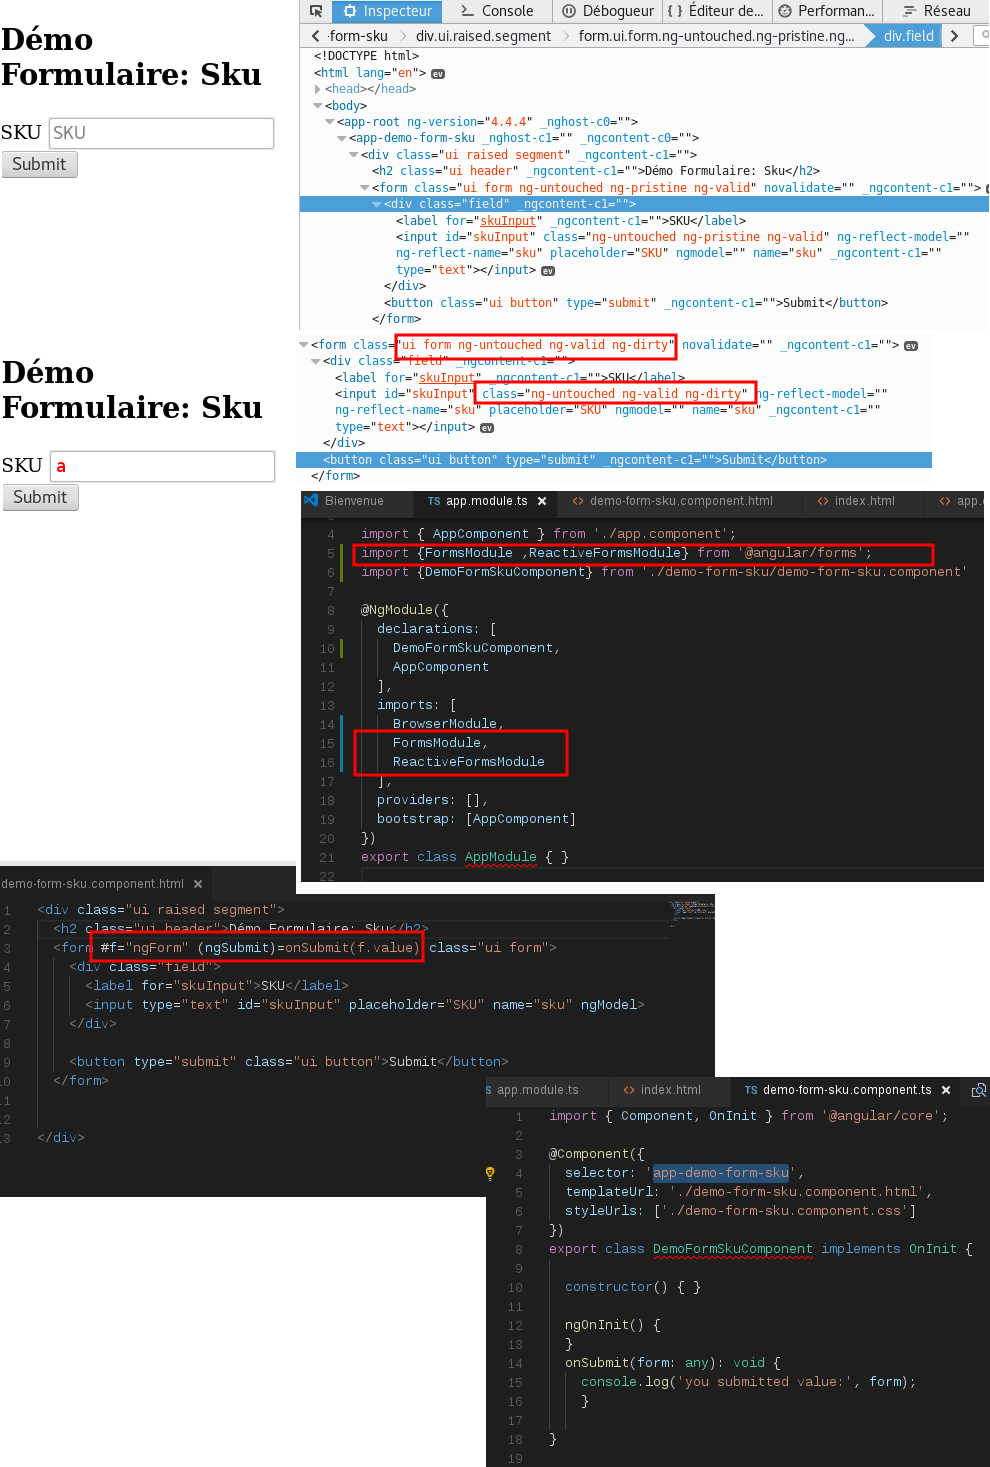 Démo
Formulaire: Sku
SKU SKU
Submit
Inspecteur Console Débogueur Éditeur de... Performan... Réseau
-form-sku div.ui.raised.segment form.ui.form.ng-untouched.ng-pristine.ng... div.field
<!DOCTYPE html>
<html lang="en"> ev
<head></head>
<body>
<app-root ng-version="4.4.4" _nghost-c0="">
<app-demo-form-sku _nghost-c1="" _ngcontent-c0="">
<div class="ui raised segment" _ngcontent-c1="">
<h2 class="ui header" _ngcontent-c1="">Démo Formulaire: Sku</h2>
<form class="ui form ng-untouched ng-pristine ng-valid" novalidate="" _ngcontent-c1="">
<div class="field" _ngcontent-c1="">
<label for="skuInput" _ngcontent-c1="">SKU</label>
<input id="skuInput" class="ng-untouched ng-pristine ng-valid" ng-reflect-model=""
ng-reflect-name="sku" placeholder="SKU" ngmodel="" name="sku" _ngcontent-c1=""
type="text"></input> ev
</div>
<button class="ui button" type="submit" _ngcontent-c1="">Submit</button>
</form>
Démo
Formulaire: Sku
SKU a
Submit
<form class="ui form ng-untouched ng-valid ng-dirty" novalidate="" _ngcontent-c1=""> ev
<div class="field" _ngcontent-c1="">
<label for="skuInput" _ngcontent-c1="">SKU</label>
<input id="skuInput" class="ng-untouched ng-valid ng-dirty" ng-reflect-model=""
ng-reflect-name="sku" placeholder="SKU" ngmodel="" name="sku" _ngcontent-c1=""
type="text"></input> ev
</div>
<button class="ui button" type="submit" _ngcontent-c1="">Submit</button>
</form>
Bienvenue TS app.module.ts × <> demo-form-sku.component.html <> index.html <> app.c
4 import { AppComponent } from './app.component';
5 import {FormsModule ,ReactiveFormsModule} from '@angular/forms';
6 import {DemoFormSkuComponent} from './demo-form-sku/demo-form-sku.component'
7
8 @NgModule({
9 declarations: [
10 DemoFormSkuComponent,
11 AppComponent
12 ],
13 imports: [
14 BrowserModule,
15 FormsModule,
16 ReactiveFormsModule
17 ],
18 providers: [],
19 bootstrap: [AppComponent]
20 })
21 export class AppModule { }
22
demo-form-sku.component.html ×
1 <div class="ui raised segment">
2 <h2 class="ui header">Démo Formulaire: Sku</h2>
3 <form #f="ngForm" (ngSubmit)=onSubmit(f.value) class="ui form">
4 <div class="field">
5 <label for="skuInput">SKU</label>
6 <input type="text" id="skuInput" placeholder="SKU" name="sku" ngModel>
7 </div>
8
9 <button type="submit" class="ui button">Submit</button>
0 </form>
1
2
3 </div>
S app.module.ts <> index.html TS demo-form-sku.component.ts ×
1 import { Component, OnInit } from '@angular/core';
2
3 @Component({
4 selector: 'app-demo-form-sku',
5 templateUrl: './demo-form-sku.component.html',
6 styleUrls: ['./demo-form-sku.component.css']
7 })
8 export class DemoFormSkuComponent implements OnInit {
9
10 constructor() { }
11
12 ngOnInit() {
13 }
14 onSubmit(form: any): void {
15 console.log('you submitted value:', form);
16 }
17
18 }
19